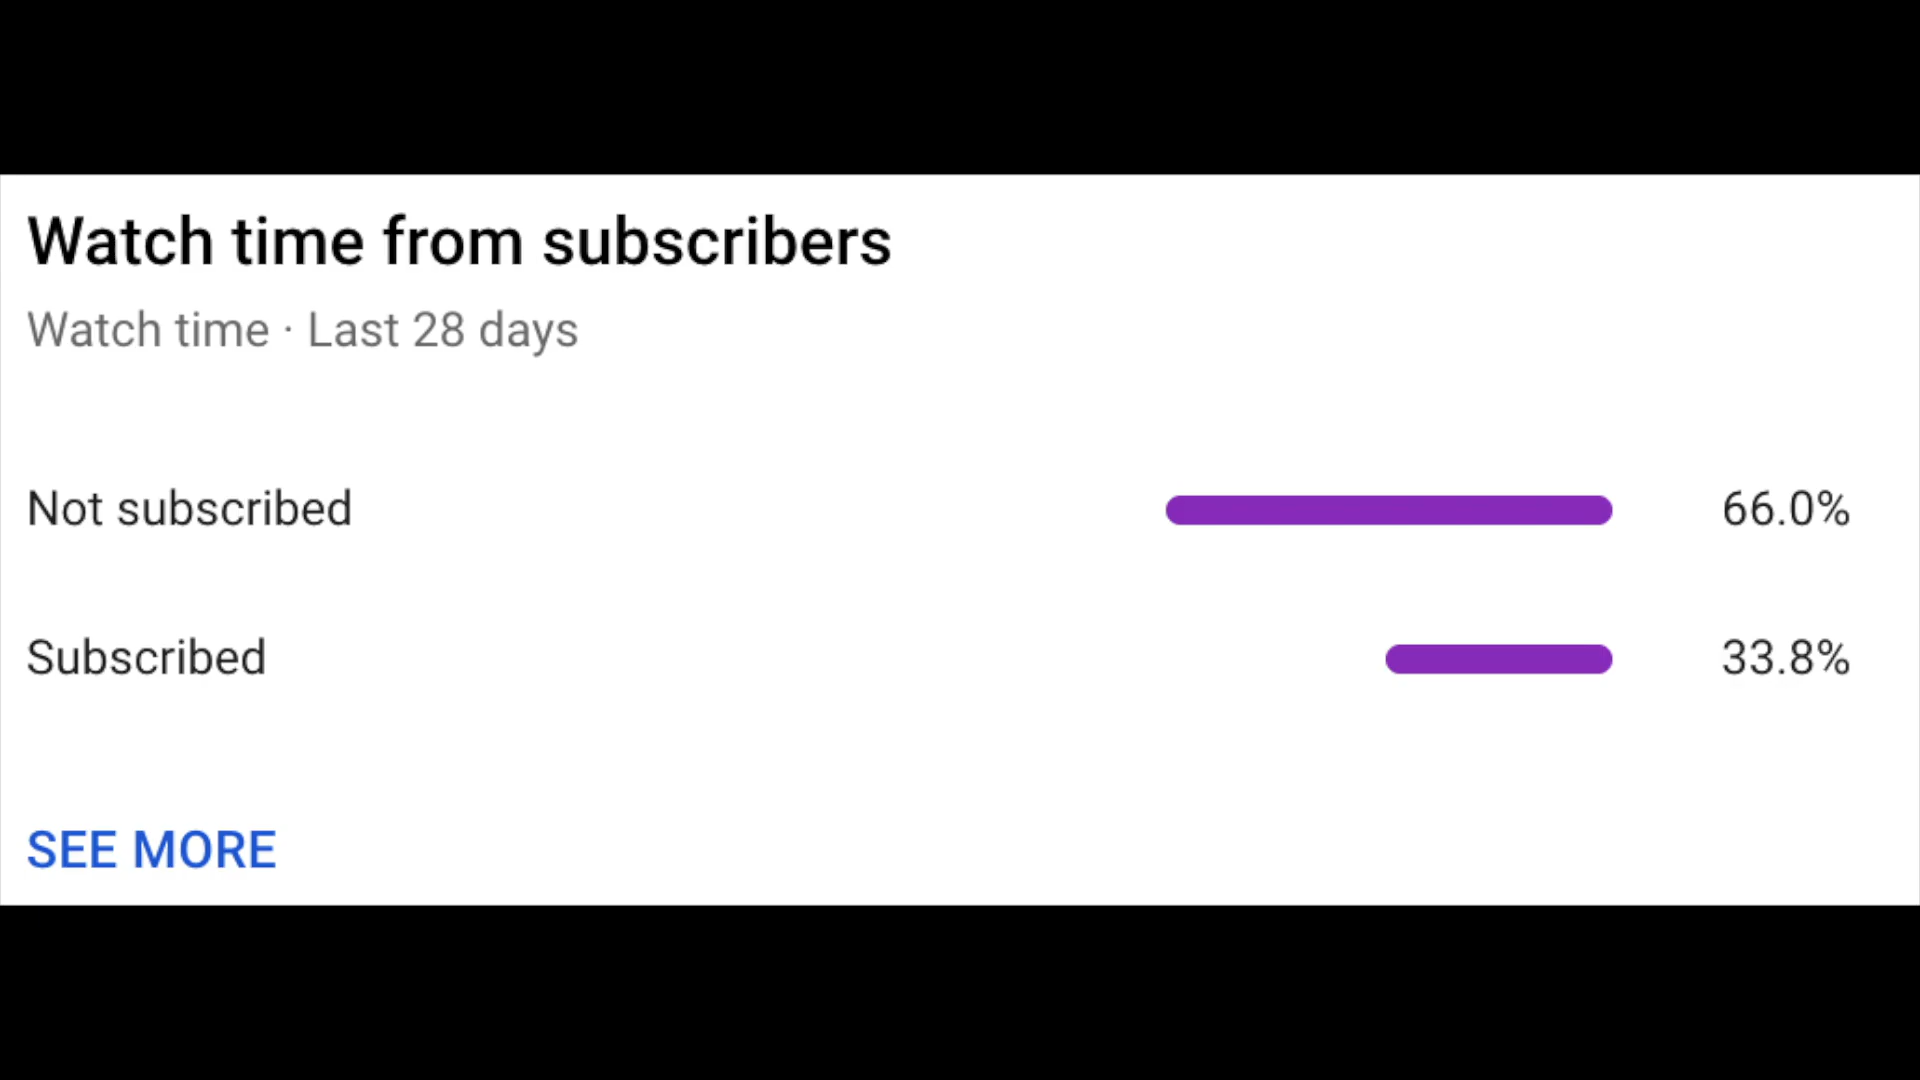 Watch time from subscribers
Watch time · Last 28 days
Not subscribed 66.0%
Subscribed 33.8%
SEE MORE